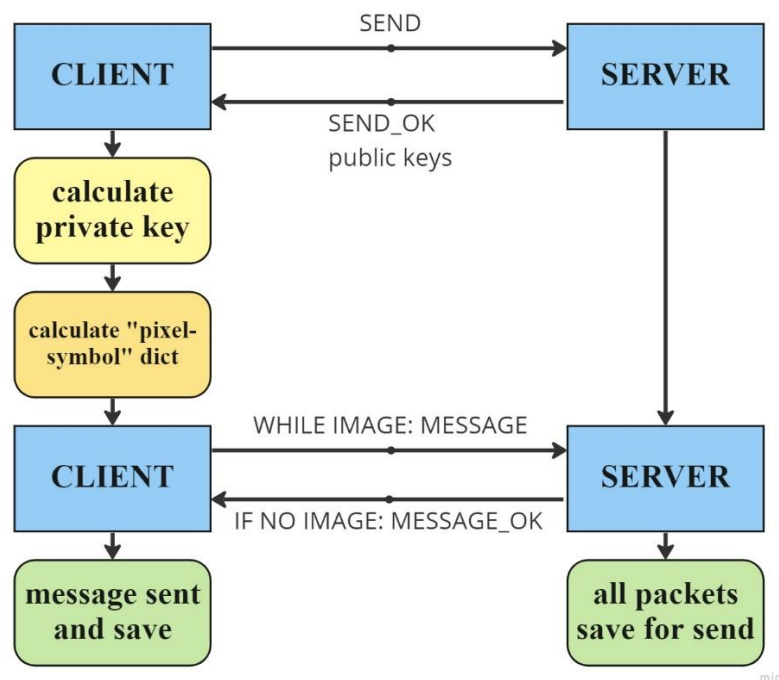 SEND
CLIENT
SERVER
SEND_OK
public keys
calculate
private key
calculate "pixel-
symbol" dict
WHILE IMAGE: MESSAGE
CLIENT
SERVER
IF NO IMAGE: MESSAGE_OK
message sent
and save
all packets
save for send